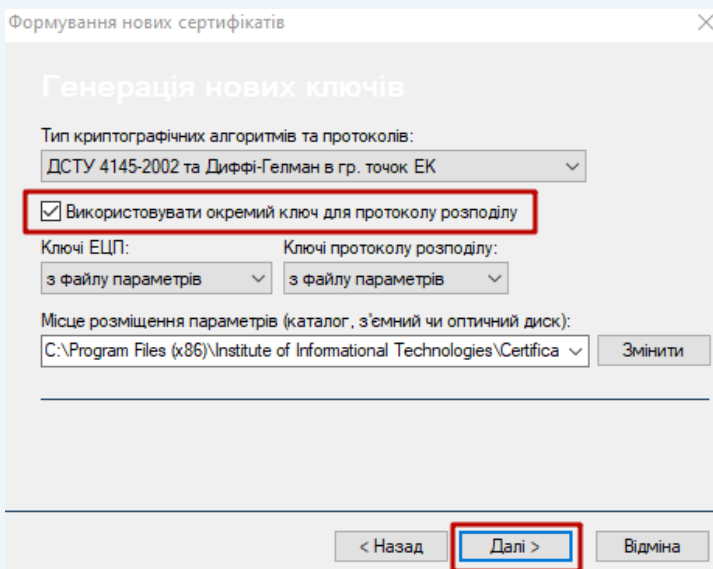 Формування нових сертифікатів
Генерація нових ключів
Тип криптографічних алгоритмів та протоколів:
ДСТУ 4145-2002 та Диффі-Гелман в гр. точок ЕК
Використовувати окремий ключ для протоколу розподілу
Ключі ЕЦП: Ключі протоколу розподілу:
з файлу параметрів з файлу параметрів
Місце розміщення параметрів (каталог, з'ємний чи оптичний диск):
C:\Program Files (x86)\Institute of Informational Technologies\Certifica Змінити
< Назад Далі > Відміна